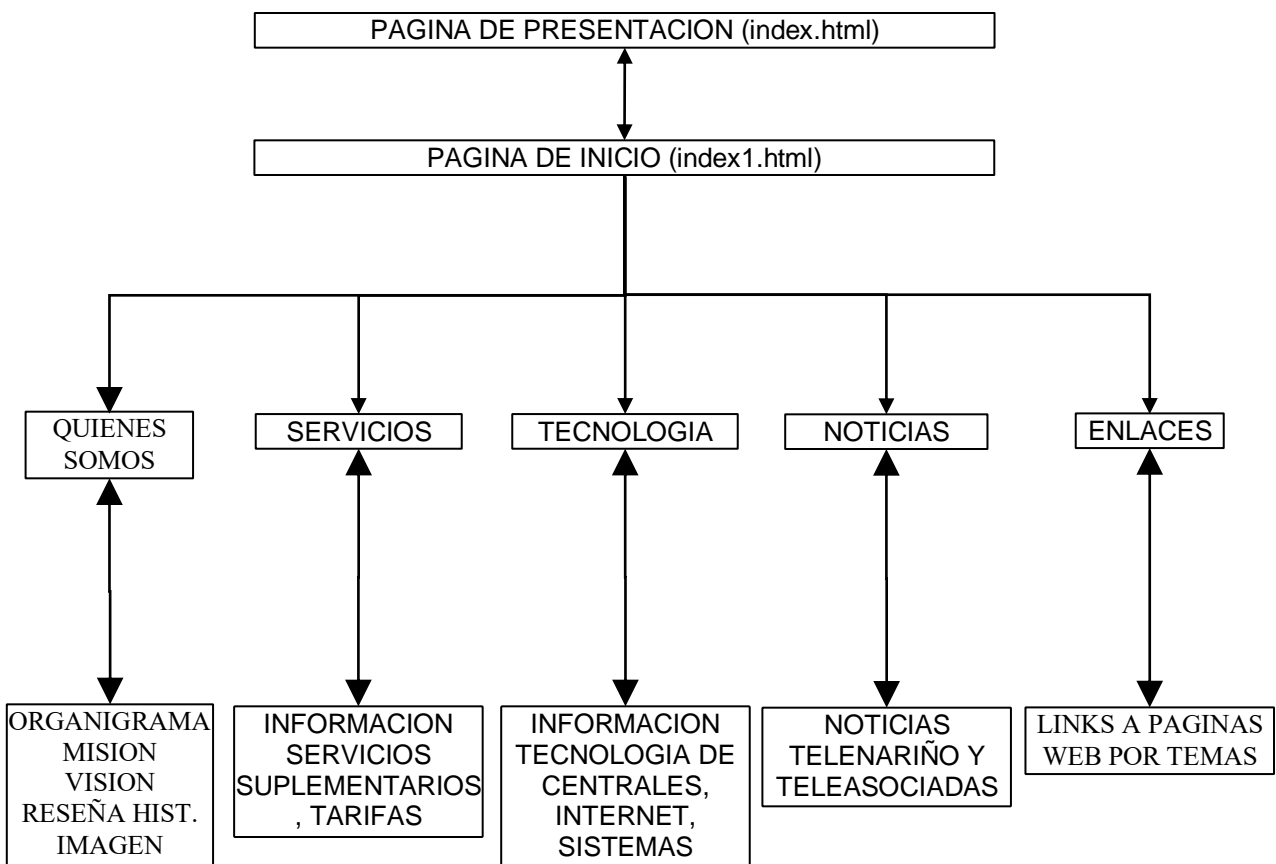 PAGINA DE PRESENTACION (index.html)
PAGINA DE INICIO (index1.html)
QUIENES
SOMOS
SERVICIOS
TECNOLOGIA
NOTICIAS
ENLACES
ORGANIGRAMA
MISION
VISION
RESEÑA HIST.
IMAGEN
INFORMACION
SERVICIOS
SUPLEMENTARIOS
, TARIFAS
INFORMACION
TECNOLOGIA DE
CENTRALES,
INTERNET,
SISTEMAS
NOTICIAS
TELENARIÑO Y
TELEASOCIADAS
LINKS A PAGINAS
WEB POR TEMAS